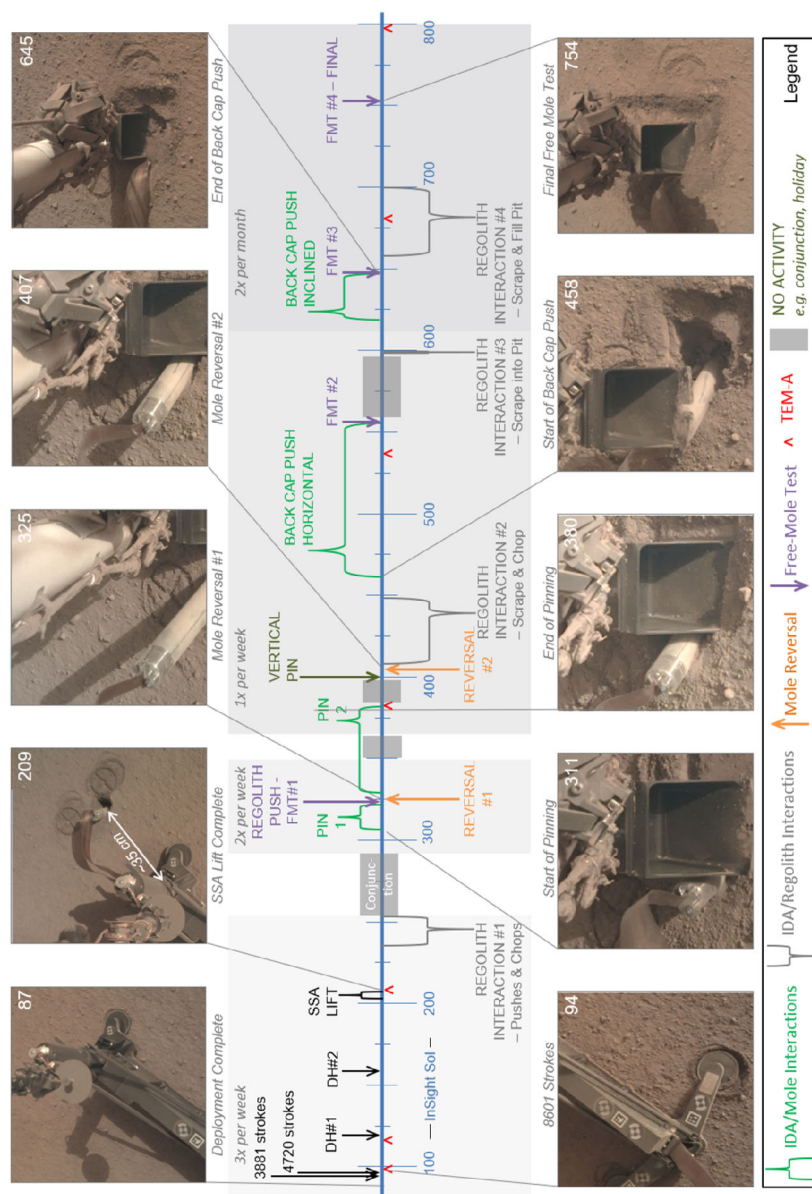 87
Deployment Complete
209
SSA Lift Complete
~35 cm
325
Mole Reversal #1
407
Mole Reversal #2
645
End of Back Cap Push
3x per week
2x per week
1x per week
2x per month
3881 strokes
4720 strokes
DH#1
DH#2
SSA
LIFT
Conjunc
tion
PIN
1
REGOLITH
PUSH -
FMT#1
PIN
2
VERTICAL
PIN
BACK CAP PUSH
HORIZONTAL
FMT #2
BACK CAP PUSH
INCLINED
FMT #3
FMT #4 – FINAL
100
— InSight Sol —
200
300
400
500
600
700
800
REGOLITH
INTERACTION #1
– Pushes & Chops
REVERSAL
#1
REVERSAL
#2
REGOLITH
INTERACTION #2
– Scrape & Chop
REGOLITH
INTERACTION #3
– Scrape into Pit
REGOLITH
INTERACTION #4
– Scrape & Fill Pit
8601 Strokes
94
Start of Pinning
311
End of Pinning
380
Start of Back Cap Push
458
Final Free Mole Test
754
IDA/Mole Interactions
IDA/Regolith Interactions
Mole Reversal
Free-Mole Test
TEM-A
NO ACTIVITY
e.g. conjunction, holiday
Legend